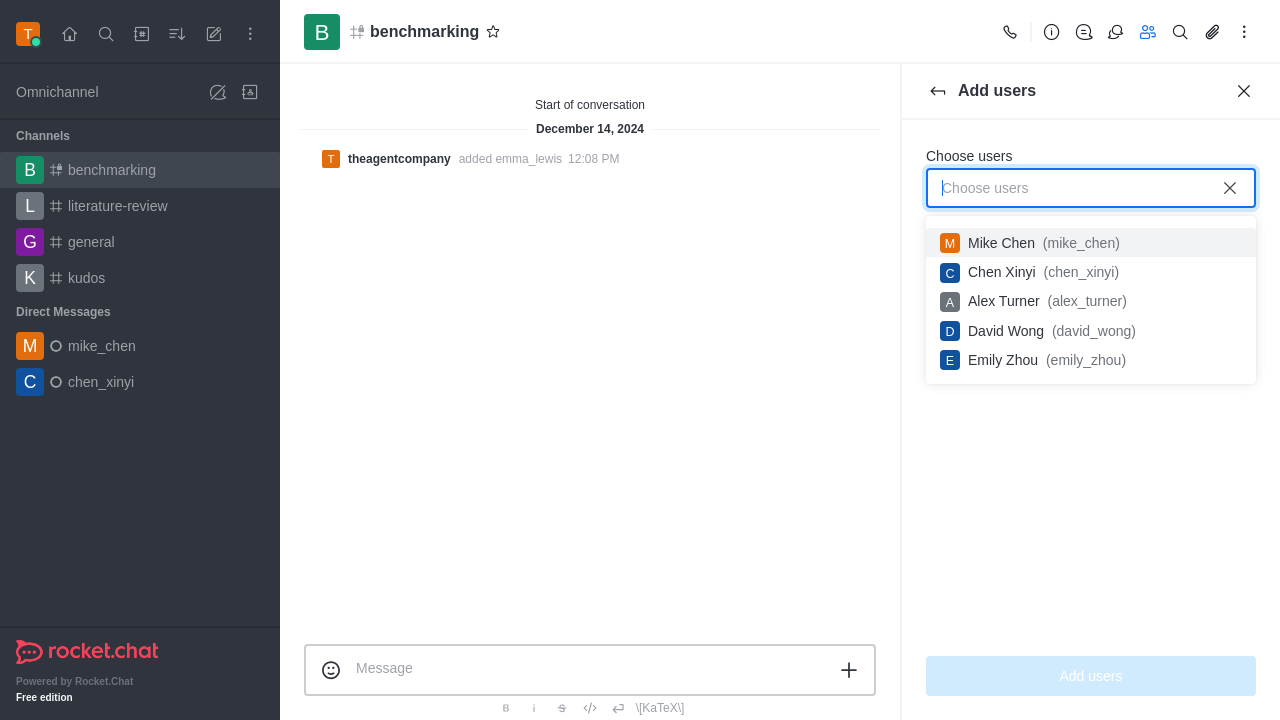 T
Omnichannel
Channels
B benchmarking
L literature-review
G general
K kudos
Direct Messages
M mike_chen
C chen_xinyi
rocket.chat
Powered by Rocket.Chat
Free edition
B benchmarking
Start of conversation
December 14, 2024
T theagentcompany added emma_lewis 12:08 PM
Message
B i S </> \[KaTeX\]
Add users
Choose users
Choose users
M Mike Chen (mike_chen)
C Chen Xinyi (chen_xinyi)
A Alex Turner (alex_turner)
D David Wong (david_wong)
E Emily Zhou (emily_zhou)
Add users